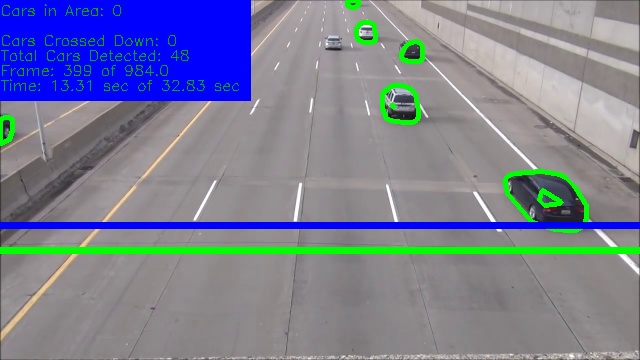 Cars in Area: 0
Cars Crossed Down: 0
Total Cars Detected: 48
Frame: 399 of 984.0
Time: 13.31 sec of 32.83 sec